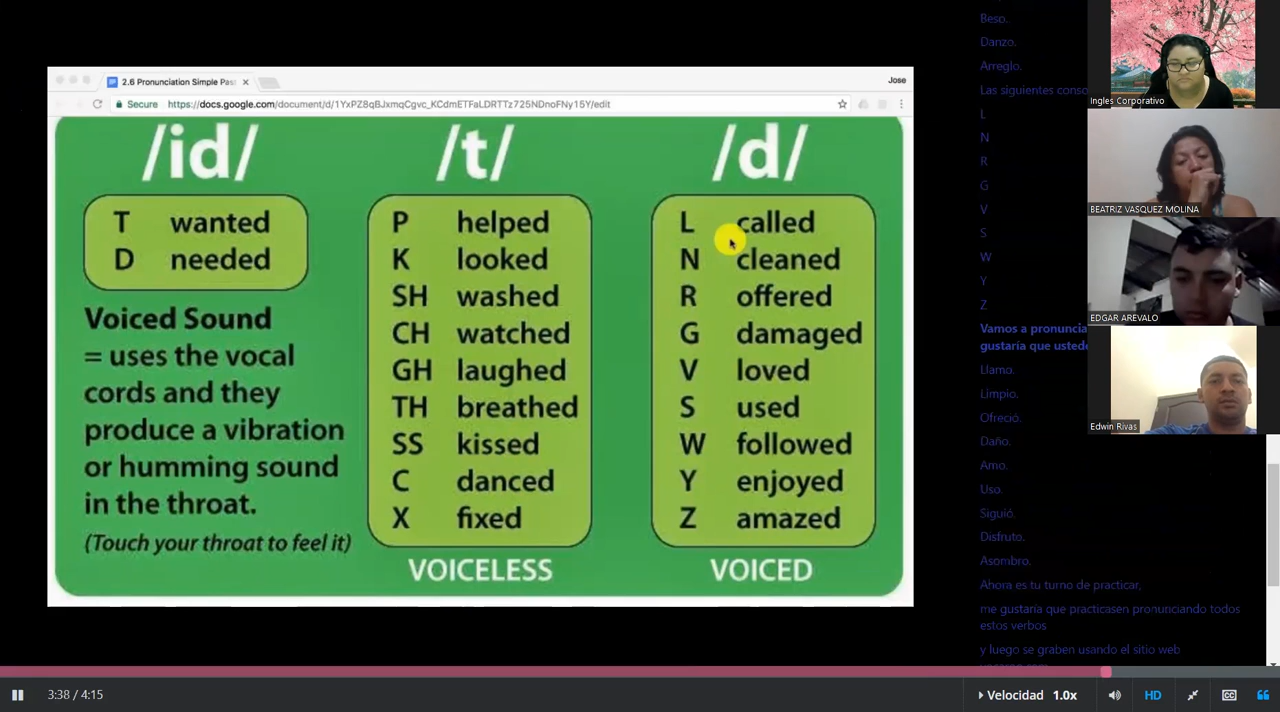 2.6 Pronunciation Simple Pas
Jose
Secure
https://docs.google.com/document/d/1YxPZ8qBJxmqCgvc_KCdmETFaLDRTTz725NDnoFNy15Y/edit
/id/
T wanted
D needed
Voiced Sound
= uses the vocal
cords and they
produce a vibration
or humming sound
in the throat.
(Touch your throat to feel it)
/t/
P helped
K looked
SH washed
CH watched
GH laughed
TH breathed
SS kissed
C danced
X fixed
VOICELESS
/d/
L called
N cleaned
R offered
G damaged
V loved
S used
W followed
Y enjoyed
Z amazed
VOICED
Beso.
Danzo.
Arreglo.
Las siguientes conso
L
N
R
G
V
S
W
Y
Z
Vamos a pronuncia
gustaría que ustede
Llamo.
Limpio.
Ofreció.
Daño.
Amo.
Uso.
Siguió.
Disfruto.
Asombro.
Ahora es tu turno de practicar,
me gustaría que practicasen pronunciando todos
estos verbos
y luego se graben usando el sitio web
Ingles Corporativo
BEATRIZ VASQUEZ MOLINA
EDGAR AREVALO
Edwin Rivas
3:38 / 4:15
Velocidad 1.0x
HD
CC